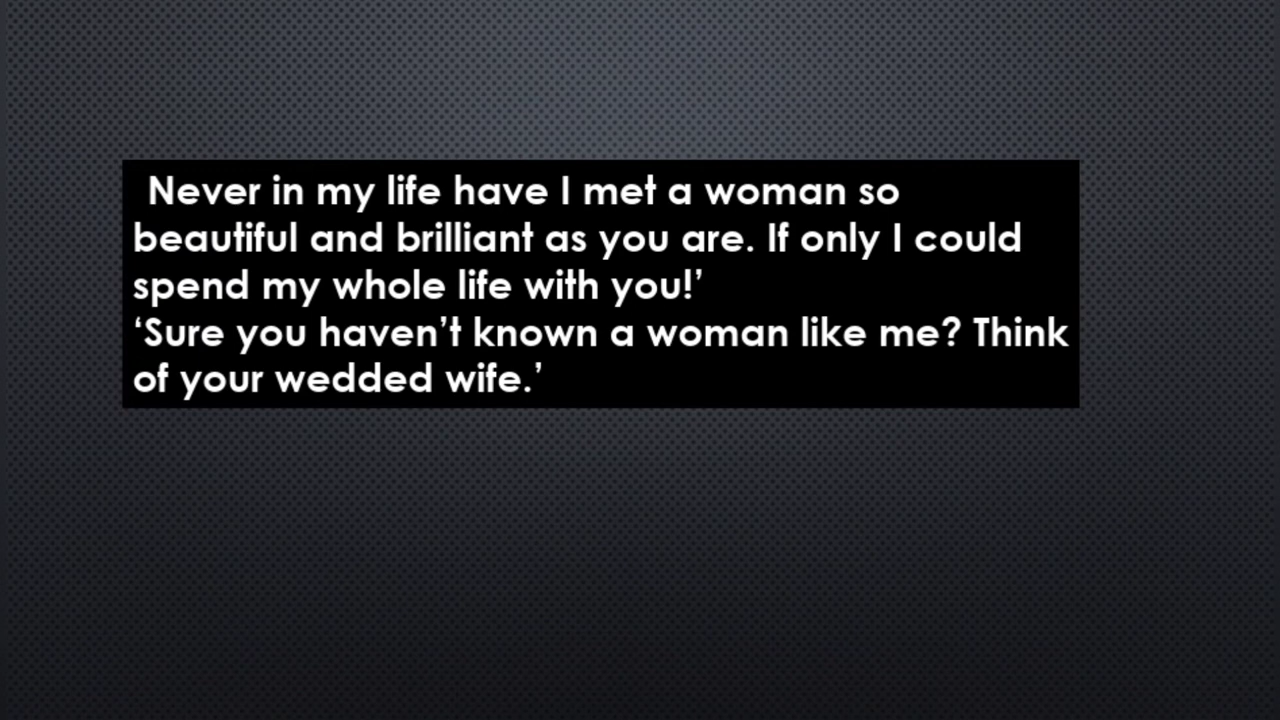 Never in my life have I met a woman so
beautiful and brilliant as you are. If only I could
spend my whole life with you!’
‘Sure you haven’t known a woman like me? Think
of your wedded wife.’